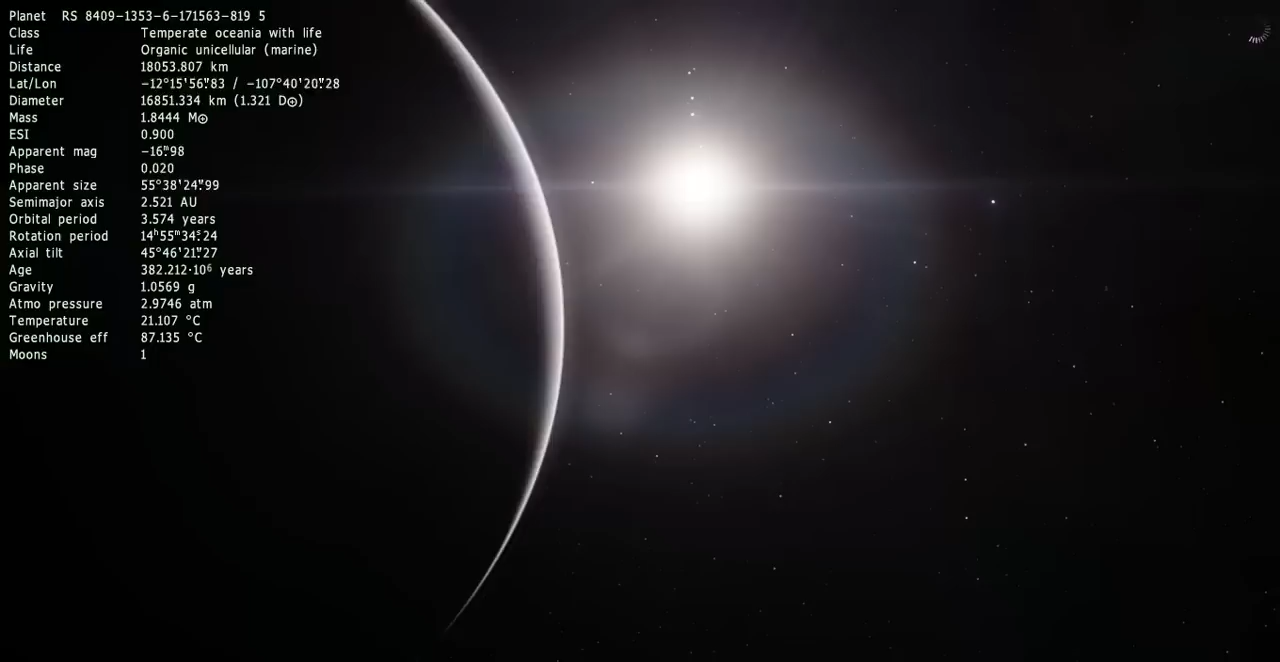 Planet RS 8409-1353-6-171563-819 5
Class Temperate oceania with life
Life Organic unicellular (marine)
Distance 18053.807 km
Lat/Lon -12°15'56"83 / -107°40'20"28
Diameter 16851.334 km (1.321 D⊕)
Mass 1.8444 M⊕
ESI 0.900
Apparent mag -16ᵐ98
Phase 0.020
Apparent size 55°38'24"99
Semimajor axis 2.521 AU
Orbital period 3.574 years
Rotation period 14ʰ55ᵐ34ˢ24
Axial tilt 45°46'21"27
Age 382.212·10⁶ years
Gravity 1.0569 g
Atmo pressure 2.9746 atm
Temperature 21.107 °C
Greenhouse eff 87.135 °C
Moons 1